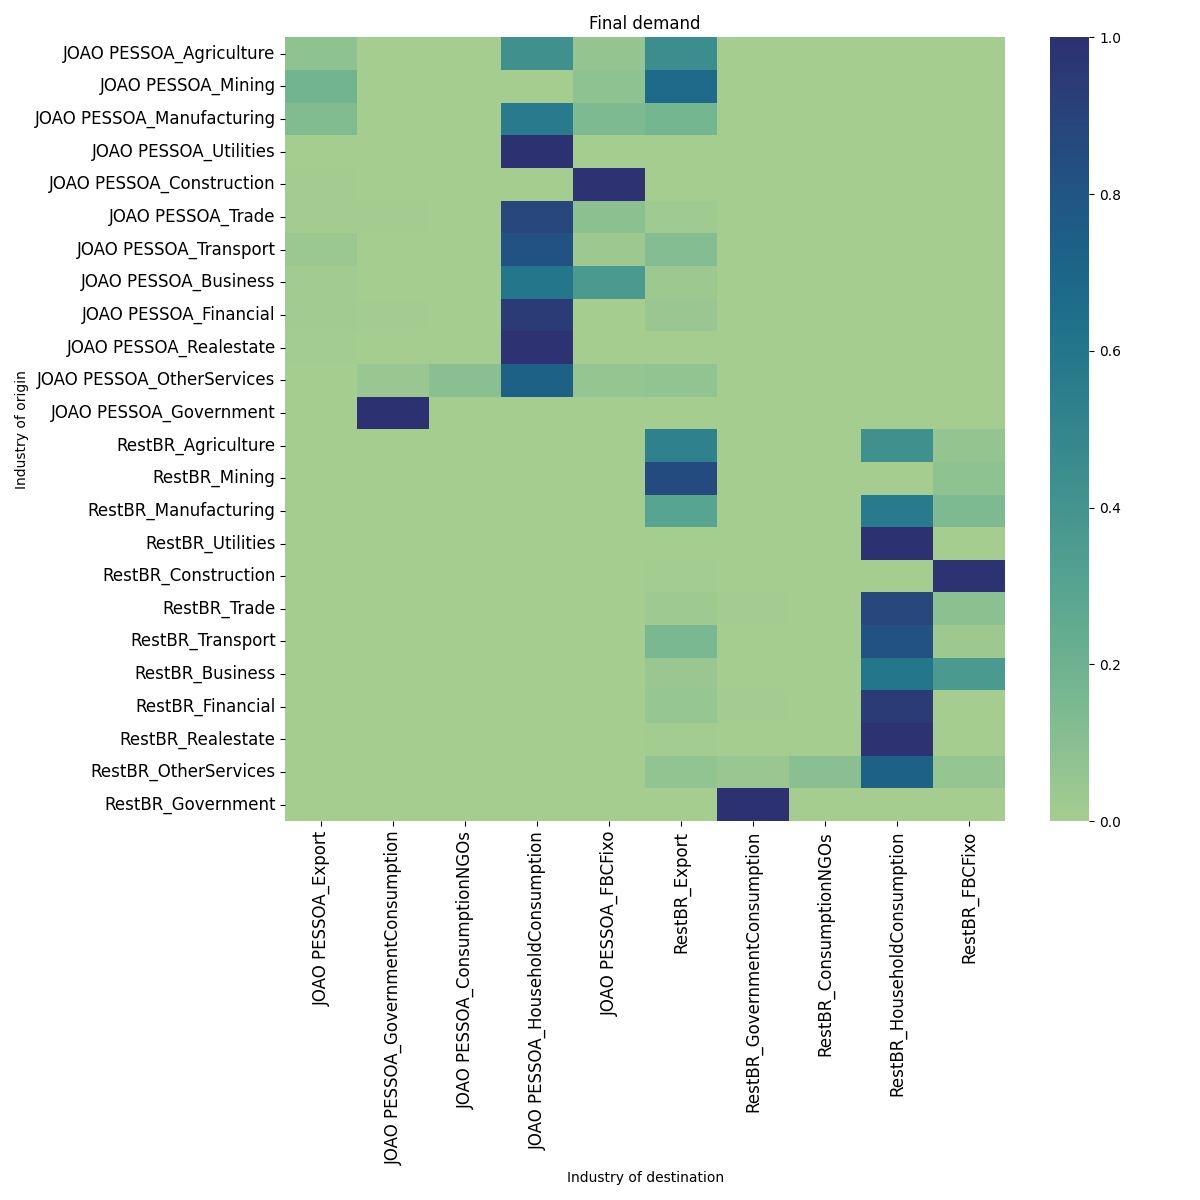 Final demand
JOAO PESSOA_Agriculture
JOAO PESSOA_Mining
JOAO PESSOA_Manufacturing
JOAO PESSOA_Utilities
JOAO PESSOA_Construction
JOAO PESSOA_Trade
JOAO PESSOA_Transport
JOAO PESSOA_Business
JOAO PESSOA_Financial
JOAO PESSOA_Realestate
JOAO PESSOA_OtherServices
JOAO PESSOA_Government
RestBR_Agriculture
RestBR_Mining
RestBR_Manufacturing
RestBR_Utilities
RestBR_Construction
RestBR_Trade
RestBR_Transport
RestBR_Business
RestBR_Financial
RestBR_Realestate
RestBR_OtherServices
RestBR_Government
Industry of origin
JOAO PESSOA_Export
JOAO PESSOA_GovernmentConsumption
JOAO PESSOA_ConsumptionNGOs
JOAO PESSOA_HouseholdConsumption
JOAO PESSOA_FBCFixo
RestBR_Export
RestBR_GovernmentConsumption
RestBR_ConsumptionNGOs
RestBR_HouseholdConsumption
RestBR_FBCFixo
Industry of destination
1.0
0.8
0.6
0.4
0.2
0.0